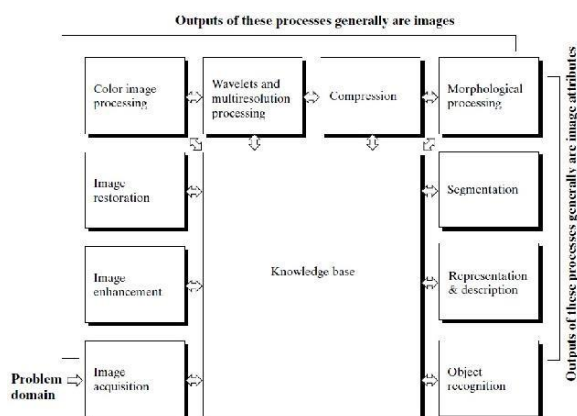 Outputs of these processes generally are images
Color image
processing
Wavelets and
multiresolution
processing
Compression
Morphological
processing
Image
restoration
Segmentation
Image
enhancement
Knowledge base
Representation
& description
Problem
domain
Image
acquisition
Object
recognition
Outputs of these processes generally are image attributes